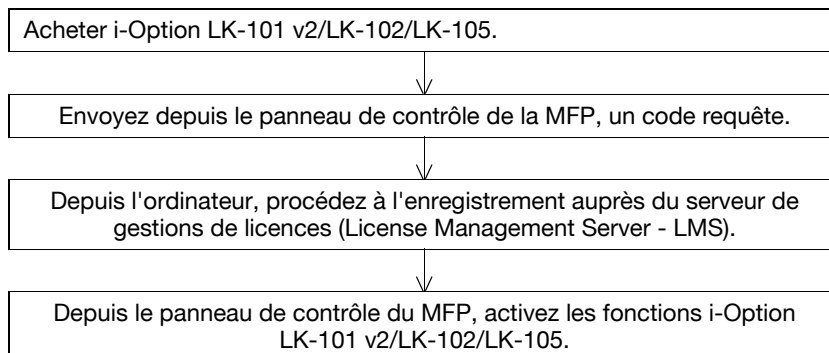 Acheter i-Option LK-101 v2/LK-102/LK-105.
Envoyez depuis le panneau de contrôle de la MFP, un code requête.
Depuis l'ordinateur, procédez à l'enregistrement auprès du serveur de
gestions de licences (License Management Server - LMS).
Depuis le panneau de contrôle du MFP, activez les fonctions i-Option
LK-101 v2/LK-102/LK-105.